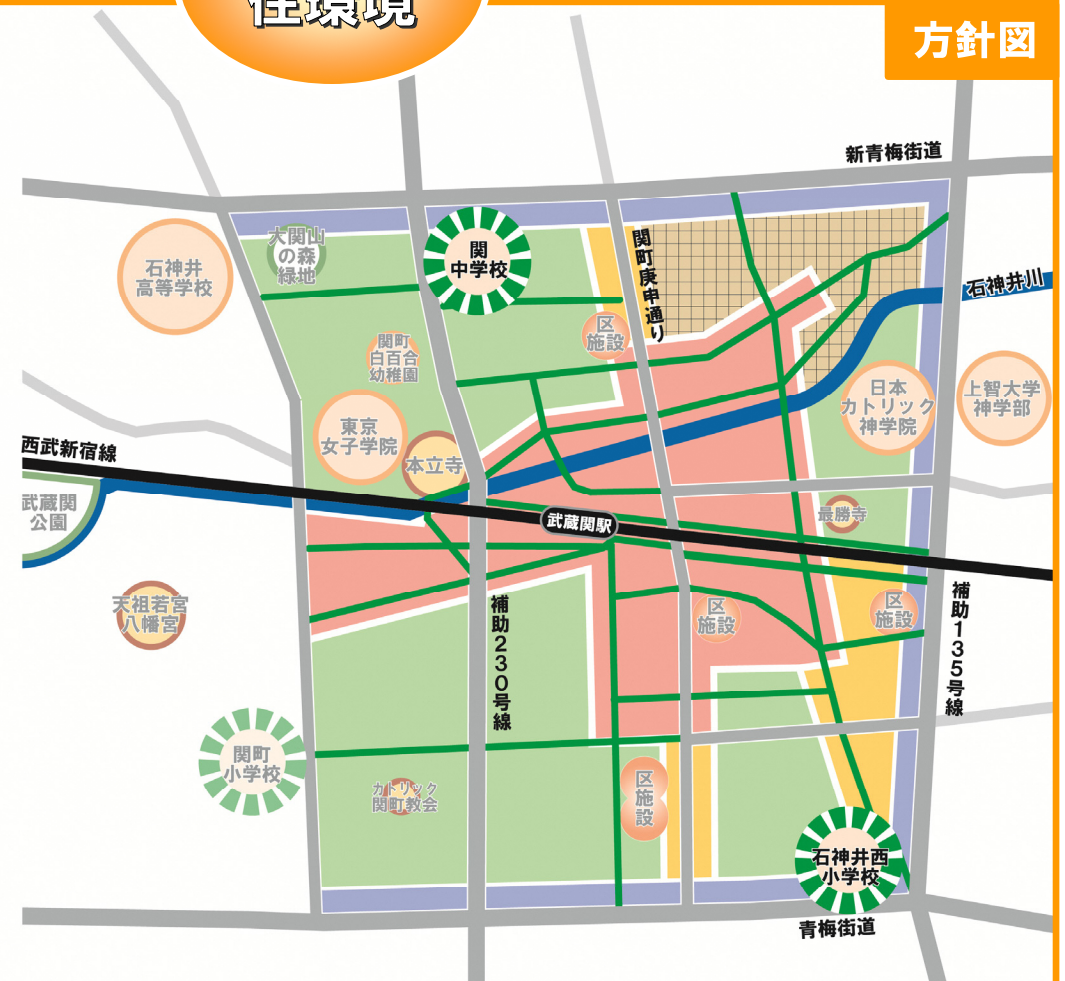 住環境
方針図
新青梅街道
大関山
の森
緑地
関
中学校
関町庚申通り
石神井
高等学校
石神井川
区
施設
関町
白百合
幼稚園
日本
カトリック
神学院
上智大学
神学部
東京
女子学院
西武新宿線
本立寺
武蔵関
公園
武蔵関駅
最勝寺
天祖若宮
八幡宮
補助230号線
区
施設
区
施設
補助135号線
関町
小学校
カトリック
関町教会
区施設
石神井西
小学校
青梅街道